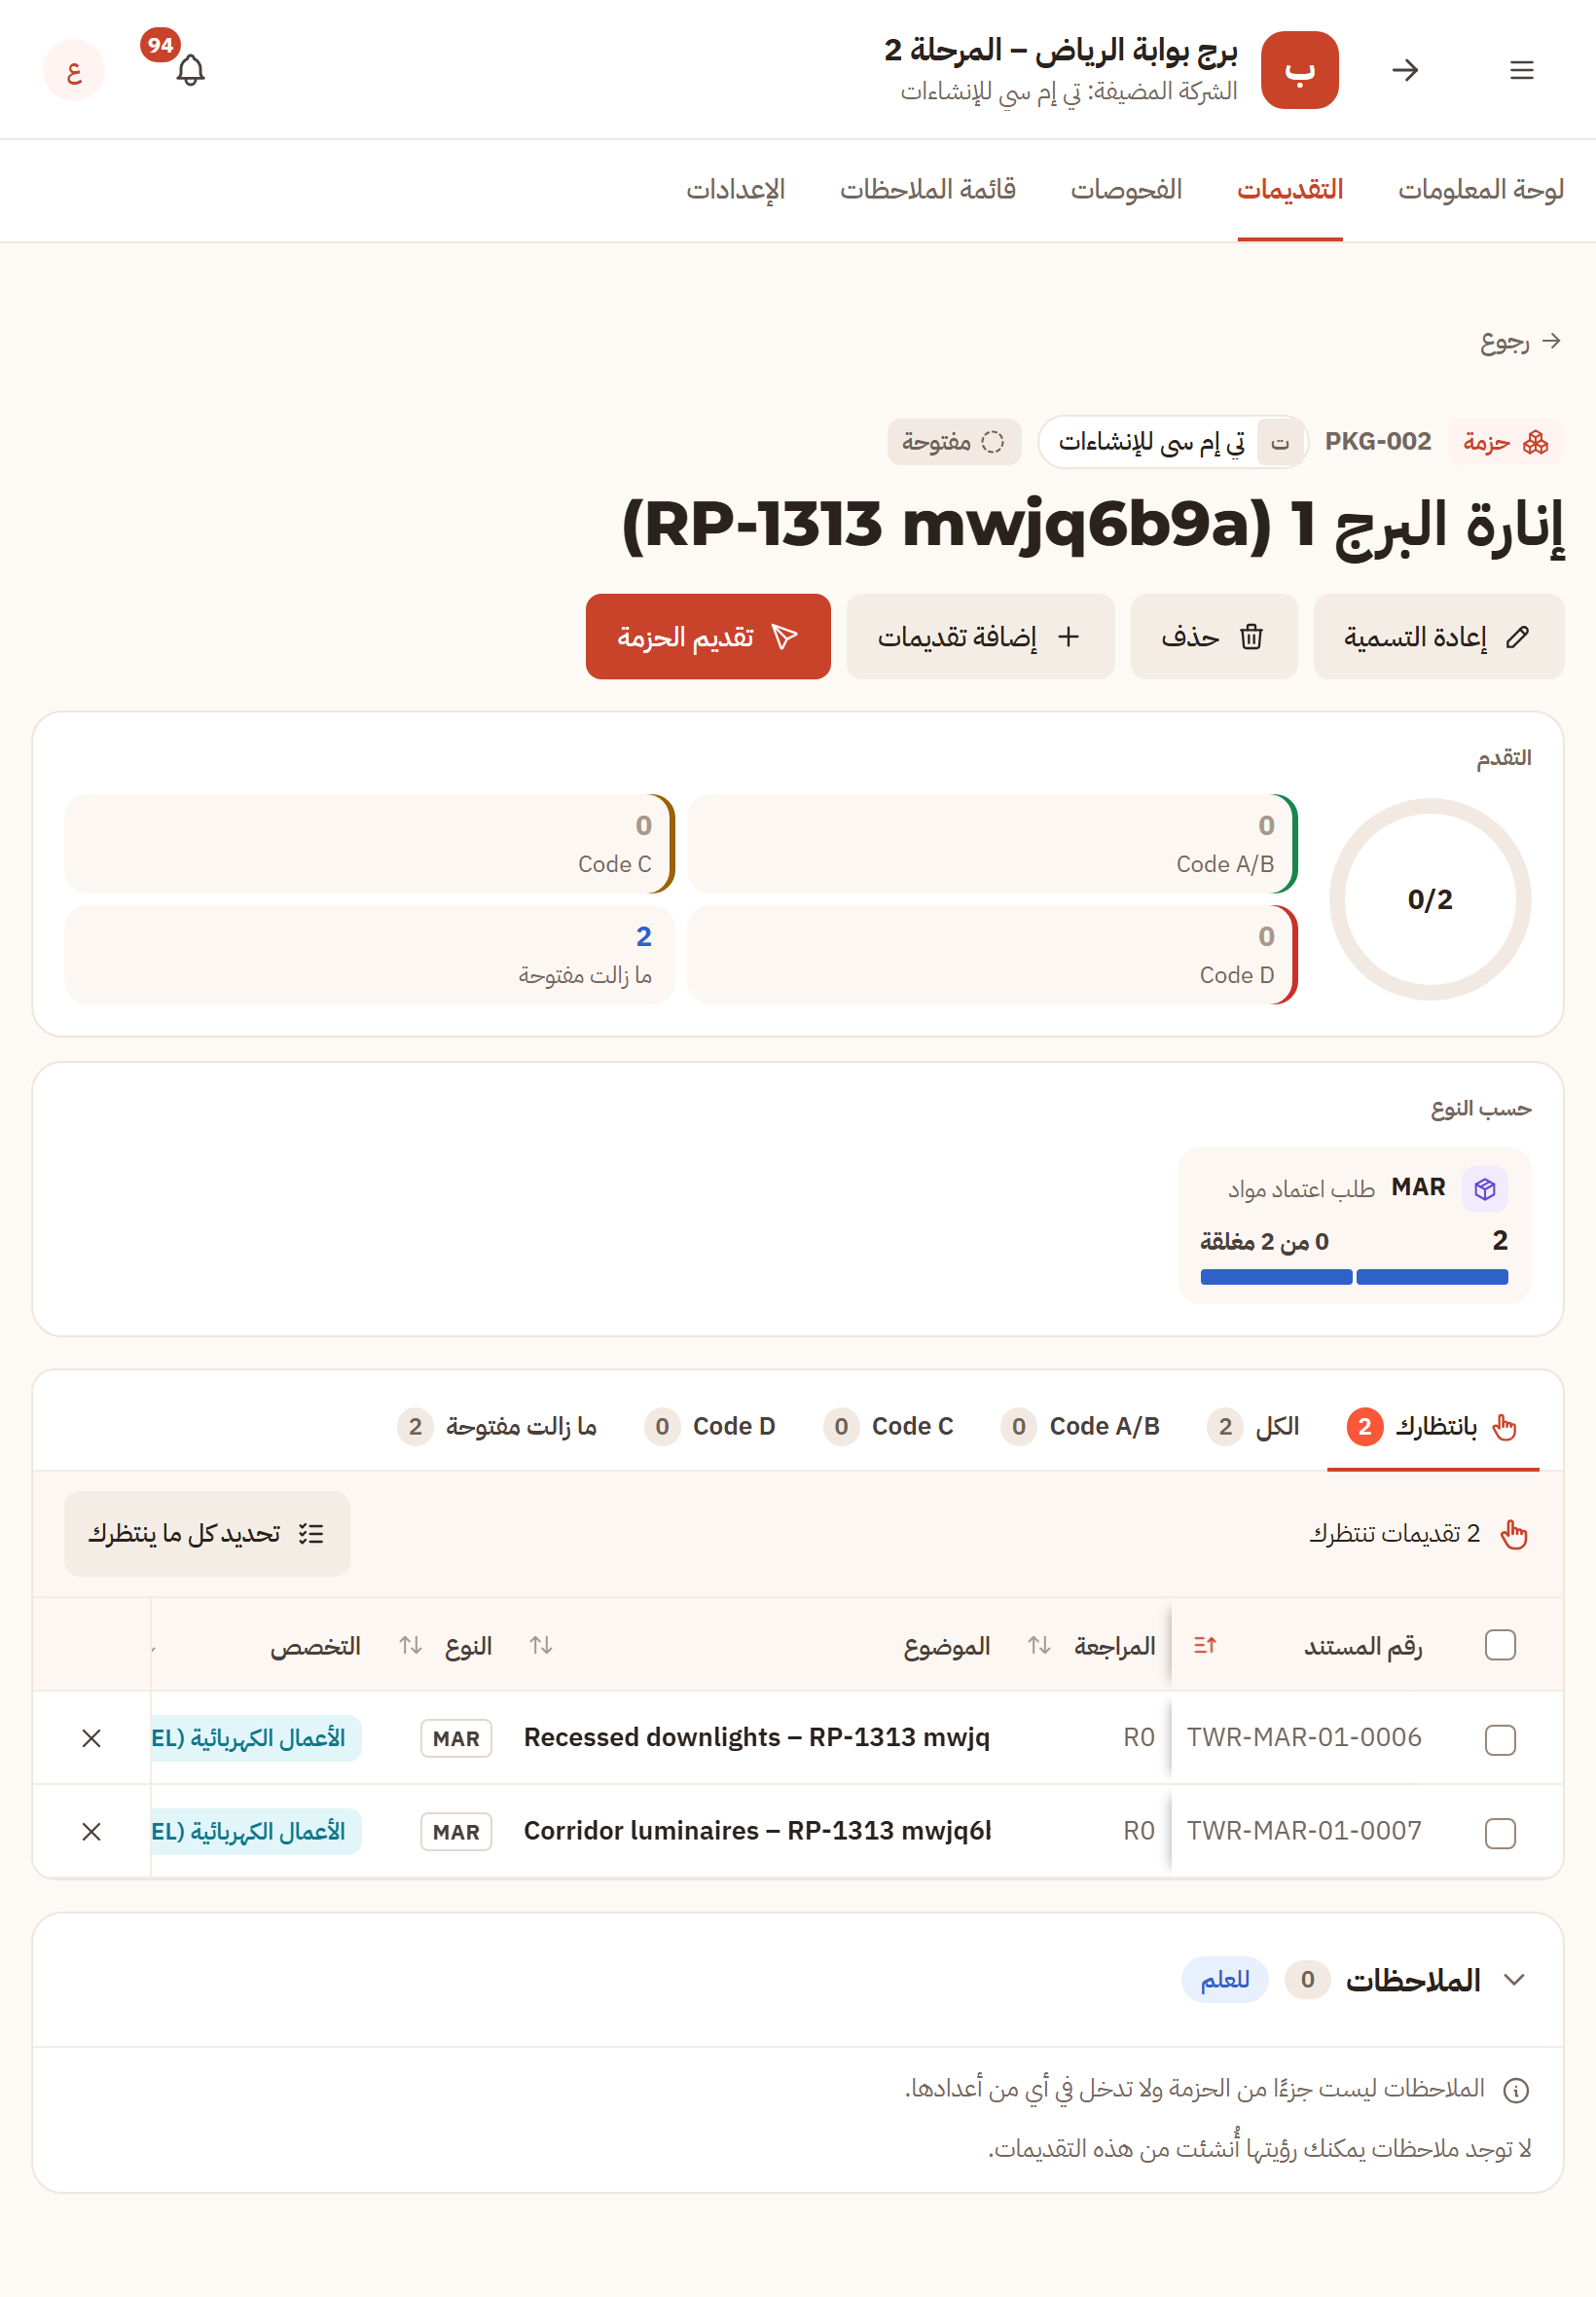 برج بوابة الرياض – المرحلة 2
ب
94
ع
الشركة المضيفة: تي إم سي للإنشاءات
لوحة المعلومات التقديمات الفحوصات قائمة الملاحظات الإعدادات
رجوع
حزمة PKG-002 ت تي إم سي للإنشاءات مفتوحة
إنارة البرج 1 (RP-1313 mwjq6b9a)
إعادة التسمية حذف إضافة تقديمات تقديم الحزمة
التقدم
0/2
0 0
Code A/B Code C
0 2
Code D ما زالت مفتوحة
حسب النوع
MAR طلب اعتماد مواد
2 0 من 2 مغلقة
بانتظارك 2 الكل 2 Code A/B 0 Code C 0 Code D 0 ما زالت مفتوحة 2
2 تقديمات تنتظرك تحديد كل ما ينتظرك
رقم المستند المراجعة الموضوع النوع التخصص
TWR-MAR-01-0006 R0 Recessed downlights – RP-1313 mwjq MAR الأعمال الكهربائية (EL
TWR-MAR-01-0007 R0 Corridor luminaires – RP-1313 mwjq6 MAR الأعمال الكهربائية (EL
الملاحظات 0 للعلم
الملاحظات ليست جزءًا من الحزمة ولا تدخل في أي من أعدادها.
لا توجد ملاحظات يمكنك رؤيتها أُنشئت من هذه التقديمات.